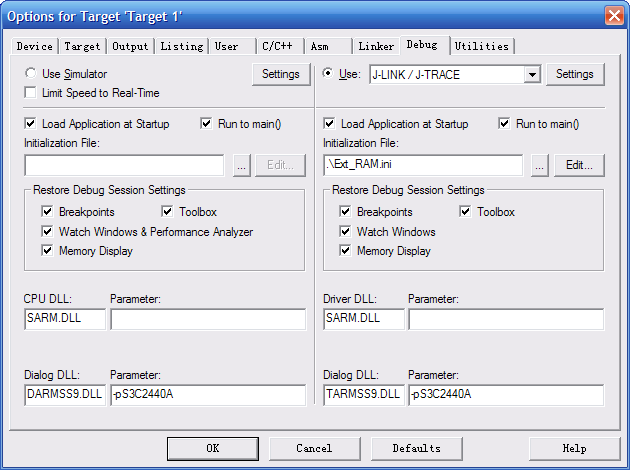 Options for Target 'Target 1'
Device Target Output Listing User C/C++ Asm Linker Debug Utilities
Use Simulator Settings
Limit Speed to Real-Time
Use: J-LINK / J-TRACE Settings
Load Application at Startup Run to main()
Initialization File:
... Edit...
Load Application at Startup Run to main()
Initialization File:
.\Ext_RAM.ini ... Edit...
Restore Debug Session Settings
Breakpoints Toolbox
Watch Windows & Performance Analyzer
Memory Display
Restore Debug Session Settings
Breakpoints Toolbox
Watch Windows
Memory Display
CPU DLL: Parameter:
SARM.DLL
Driver DLL: Parameter:
SARM.DLL
Dialog DLL: Parameter:
DARMSS9.DLL -pS3C2440A
Dialog DLL: Parameter:
TARMSS9.DLL -pS3C2440A
OK Cancel Defaults Help